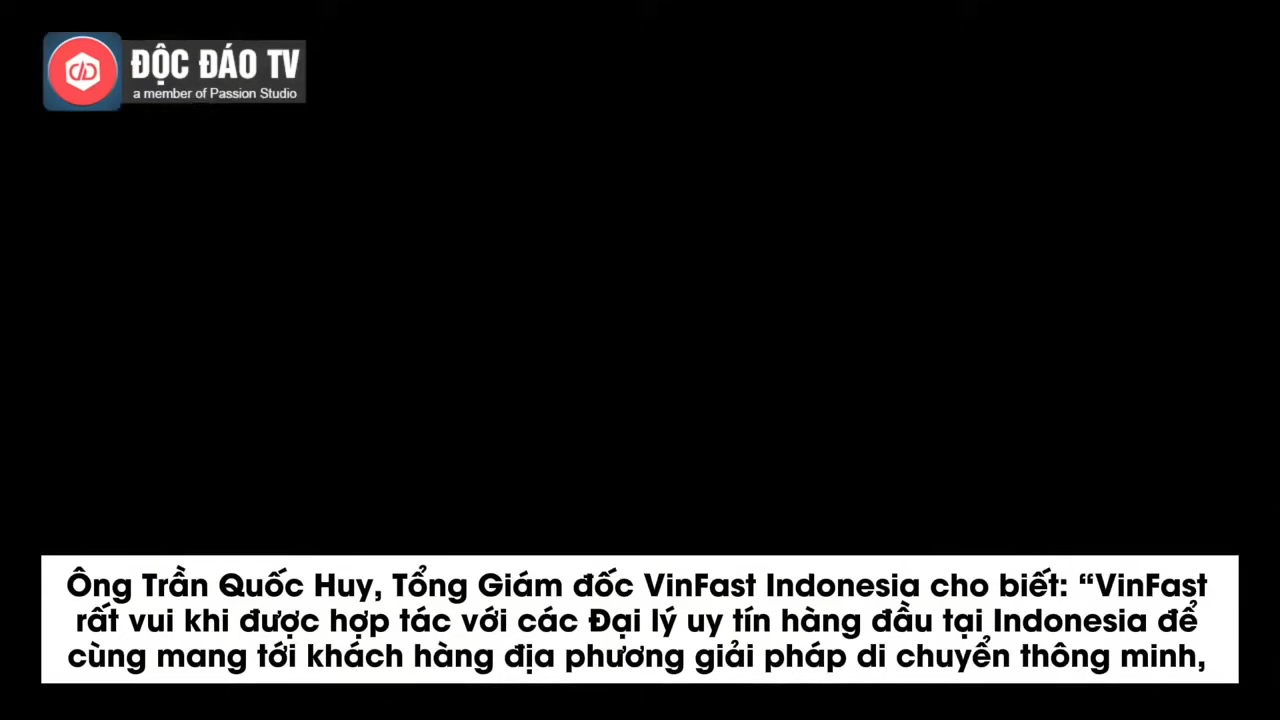 ĐỘC ĐÁO TV
a member of Passion Studio
Ông Trần Quốc Huy, Tổng Giám đốc VinFast Indonesia cho biết: “VinFast
rất vui khi được hợp tác với các Đại lý uy tín hàng đầu tại Indonesia để
cùng mang tới khách hàng địa phương giải pháp di chuyển thông minh,